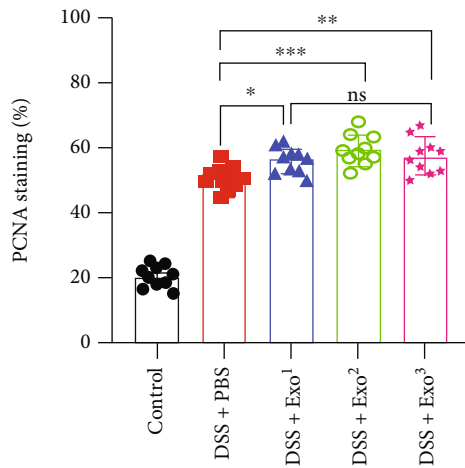 100
80
60
40
20
0
PCNA staining (%)
**
***
*
ns
Control
DSS + PBS
DSS + Exo¹
DSS + Exo²
DSS + Exo³